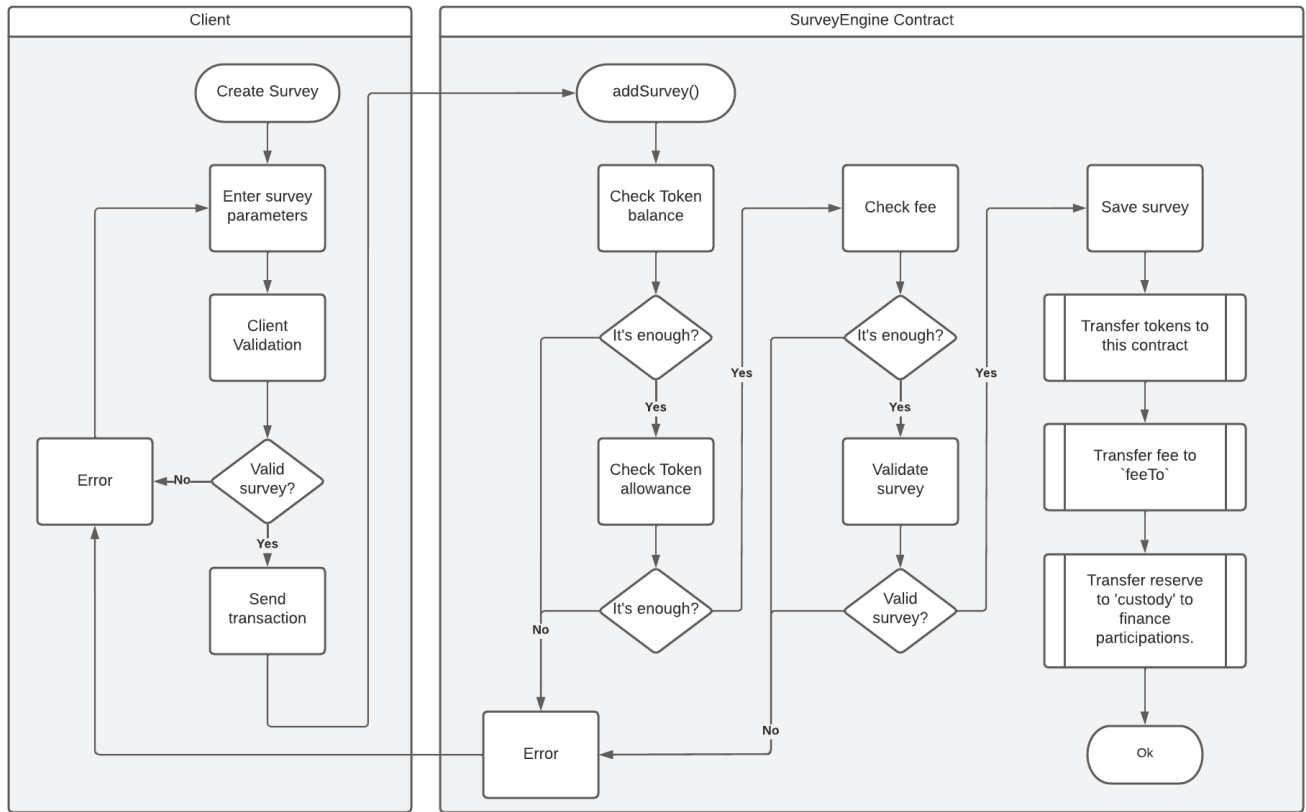 Client
Create Survey
Enter survey
parameters
Client
Validation
Valid
survey?
No
Error
Yes
Send
transaction
SurveyEngine Contract
addSurvey()
Check Token
balance
It's enough?
Yes
Check Token
allowance
It's enough?
No
Error
Yes
Check fee
It's enough?
Yes
Validate
survey
Valid
survey?
No
Yes
Save survey
Transfer tokens to
this contract
Transfer fee to
`feeTo`
Transfer reserve
to 'custody' to
finance
participations.
Ok